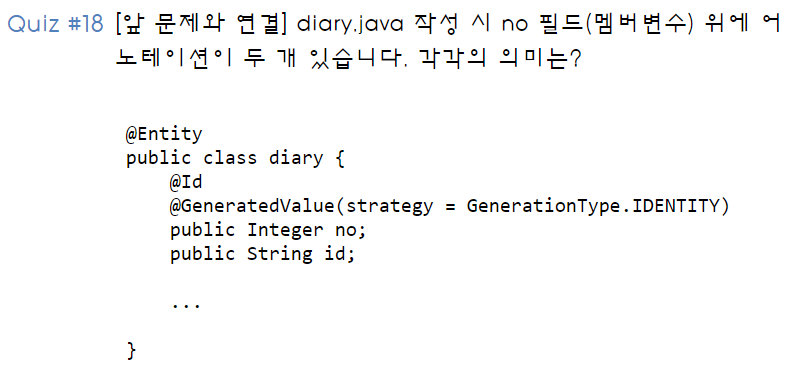 Quiz #18 [앞 문제와 연결] diary.java 작성 시 no 필드(멤버변수) 위에 어
노테이션이 두 개 있습니다. 각각의 의미는?
@Entity
public class diary {
@Id
@GeneratedValue(strategy = GenerationType.IDENTITY)
public Integer no;
public String id;
...
}